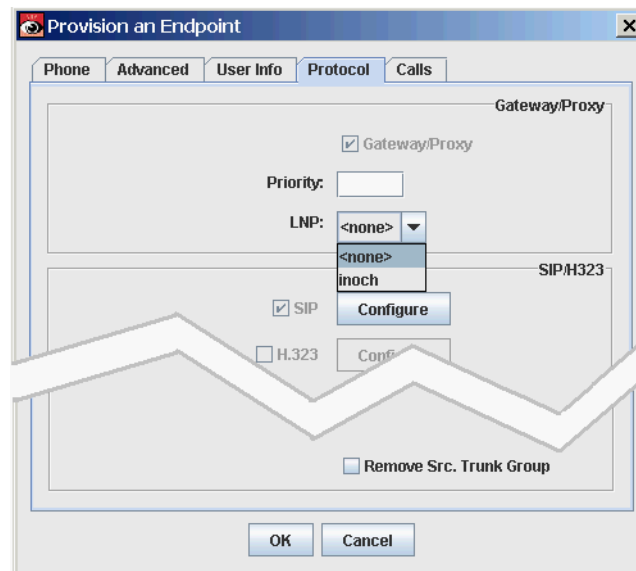 Provision an Endpoint
Phone Advanced User Info Protocol Calls
Gateway/Proxy
Gateway/Proxy
Priority:
LNP: <none>
<none>
inoch
SIP/H323
SIP Configure
H.323
Remove Src. Trunk Group
OK Cancel